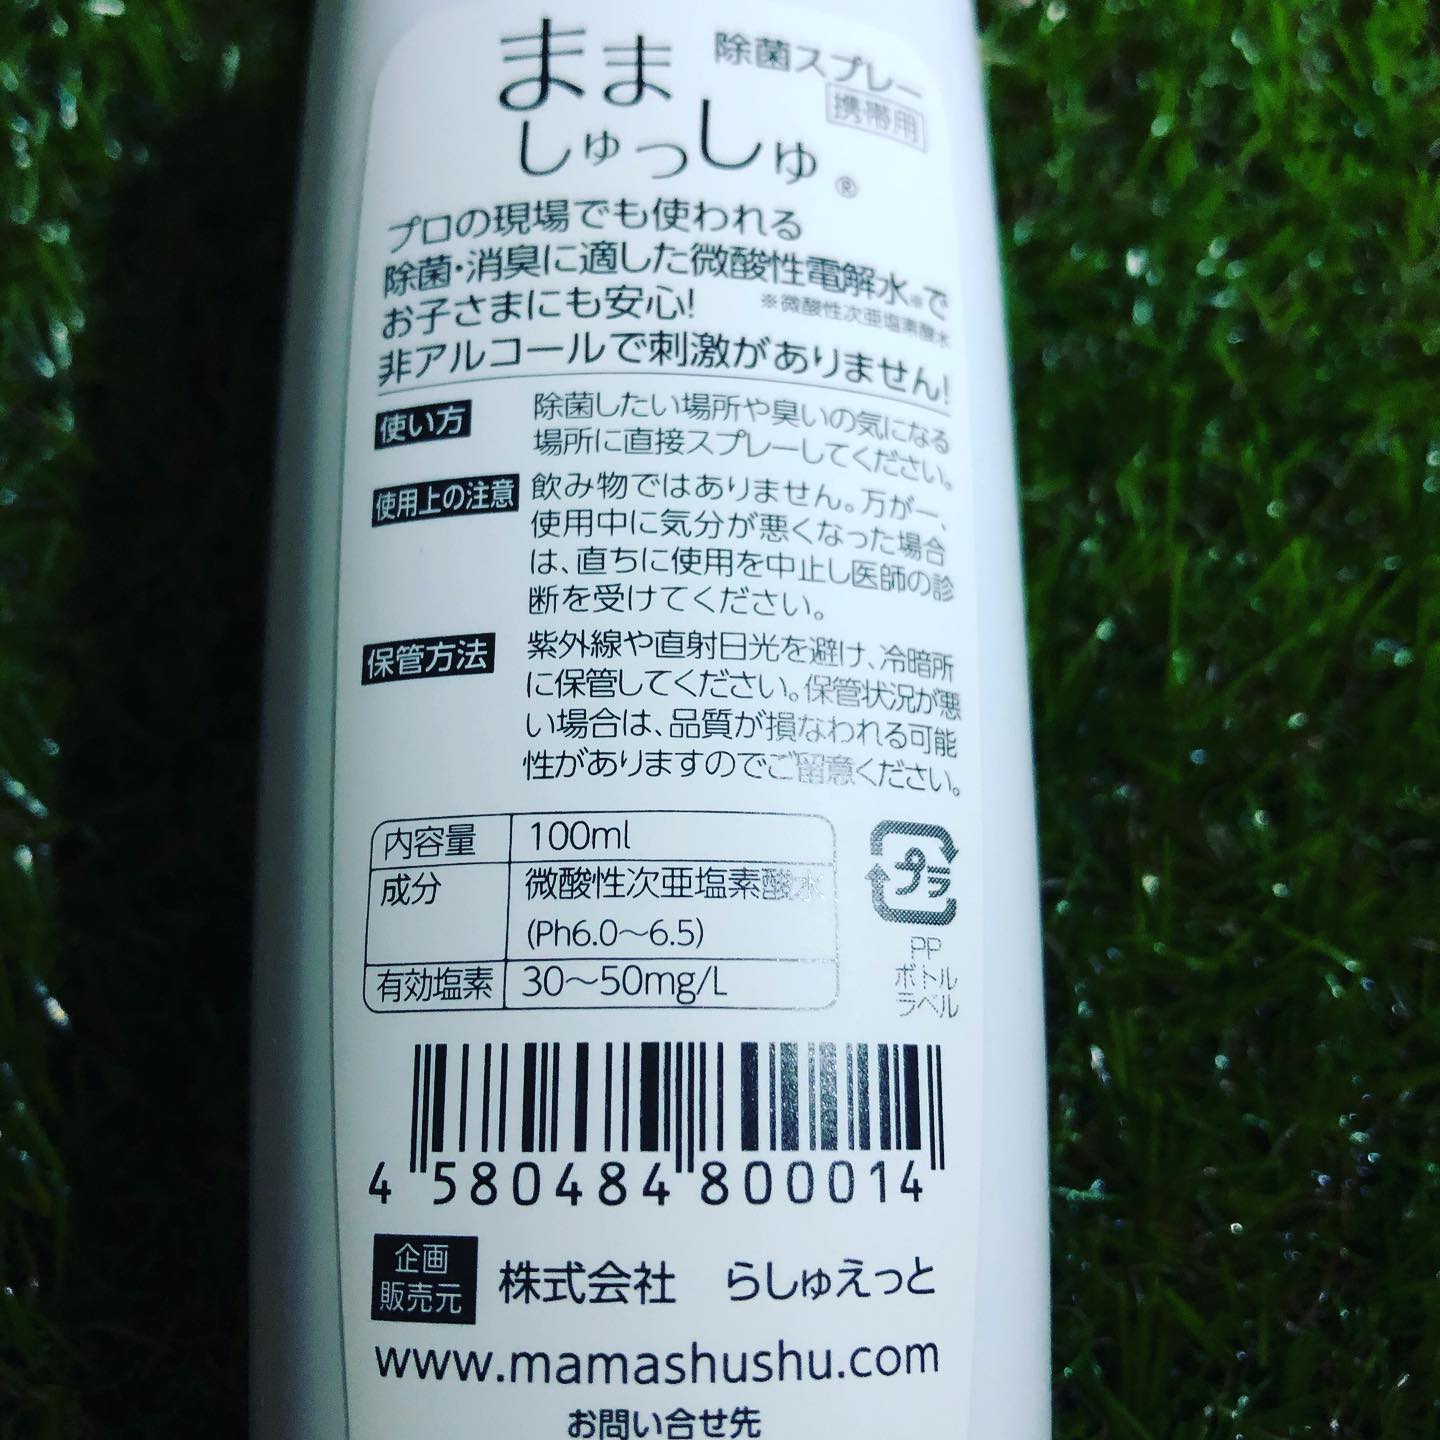 まま
しゅっしゅ®
除菌スプレー
携帯用
プロの現場でも使われる
除菌・消臭に適した微酸性電解水※で
お子さまにも安心!
※微酸性次亜塩素酸水
非アルコールで刺激がありません!
使い方
除菌したい場所や臭いの気になる
場所に直接スプレーしてください。
使用上の注意
飲み物ではありません。万が一、
使用中に気分が悪くなった場合
は、直ちに使用を中止し医師の診
断を受けてください。
保管方法
紫外線や直射日光を避け、冷暗所
に保管してください。保管状況が悪
い場合は、品質が損なわれる可能
性がありますのでご留意ください。
内容量 100ml
成分 微酸性次亜塩素酸水
(Ph6.0〜6.5)
有効塩素 30〜50mg/L
プラ
PP
ボトル
ラベル
4 580484 800014
企画
販売元
株式会社 らしゅえっと
www.mamashushu.com
お問い合せ先